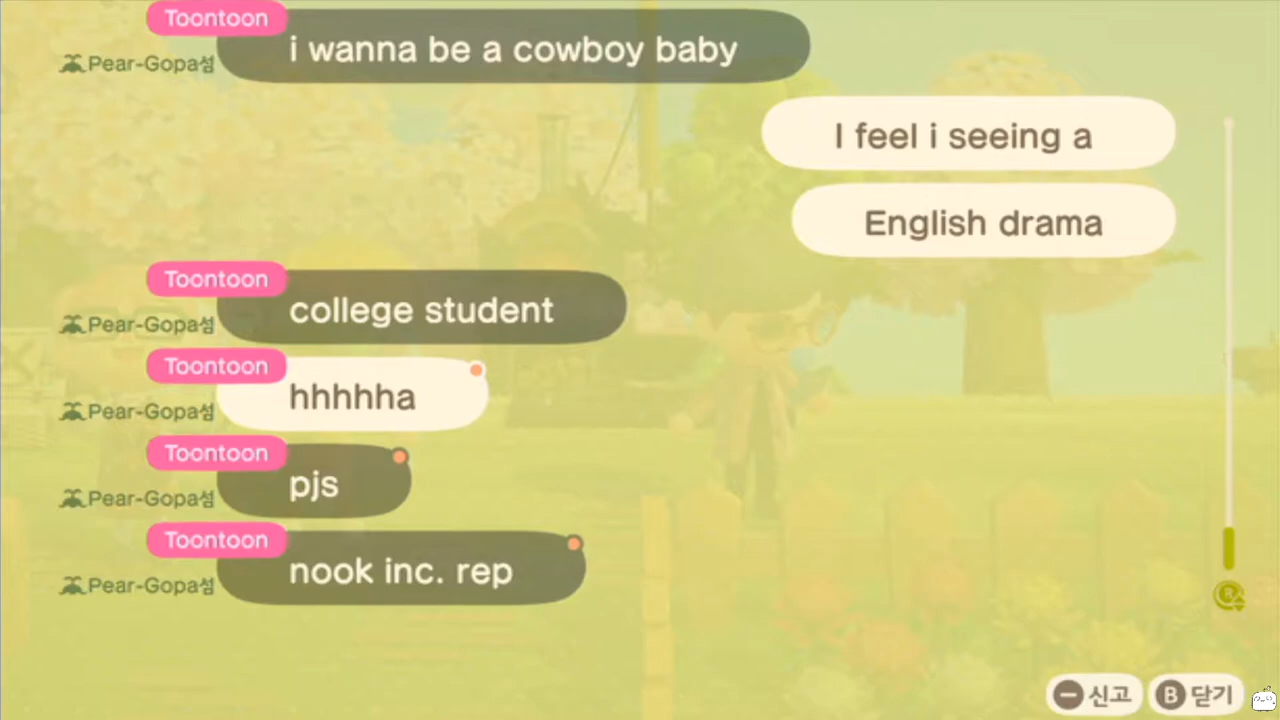 Toontoon
Pear-Gopa섬
i wanna be a cowboy baby
I feel i seeing a
English drama
Toontoon
Pear-Gopa섬
college student
Toontoon
Pear-Gopa섬
hhhhha
Toontoon
Pear-Gopa섬
pjs
Toontoon
Pear-Gopa섬
nook inc. rep
R
− 신고 B 닫기